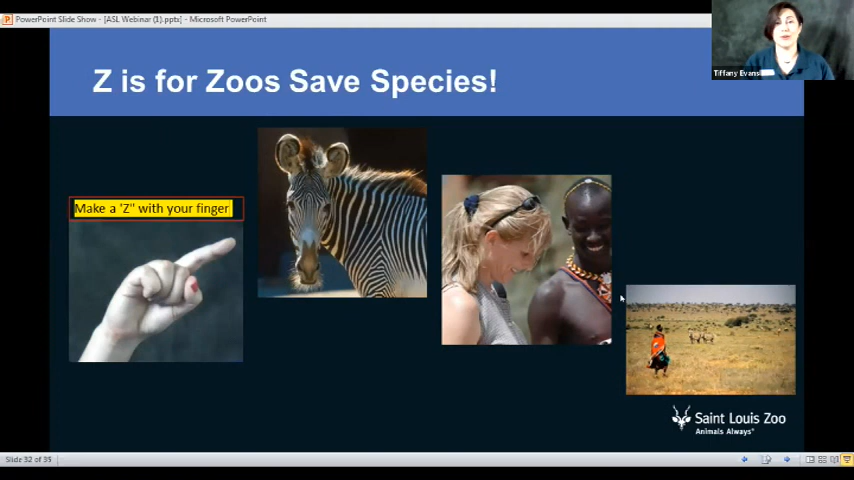 PowerPoint Slide Show - [ASL Webinar (1).pptx] - Microsoft PowerPoint
Tiffany Evans
Z is for Zoos Save Species!
Make a 'Z" with your finger
Saint Louis Zoo
Animals Always®
Slide 32 of 35